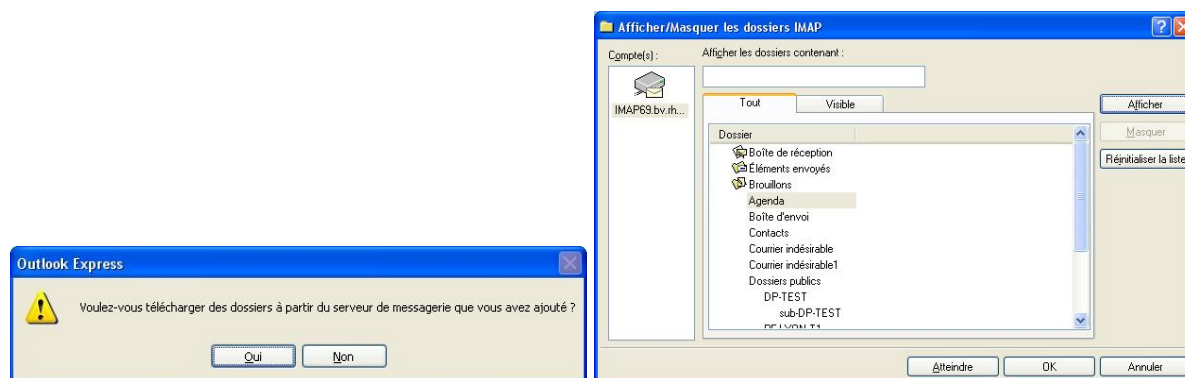 Outlook Express
Voulez-vous télécharger des dossiers à partir du serveur de messagerie que vous avez ajouté ?
Oui
Non
Afficher/Masquer les dossiers IMAP
Compte(s) :
IMAP69.bv.rh...
Afficher les dossiers contenant :
Tout
Visible
Dossier
Boîte de réception
Éléments envoyés
Brouillons
Agenda
Boîte d'envoi
Contacts
Courrier indésirable
Courrier indésirable1
Dossiers publics
DP-TEST
sub-DP-TEST
Afficher
Masquer
Réinitialiser la liste
Atteindre
OK
Annuler